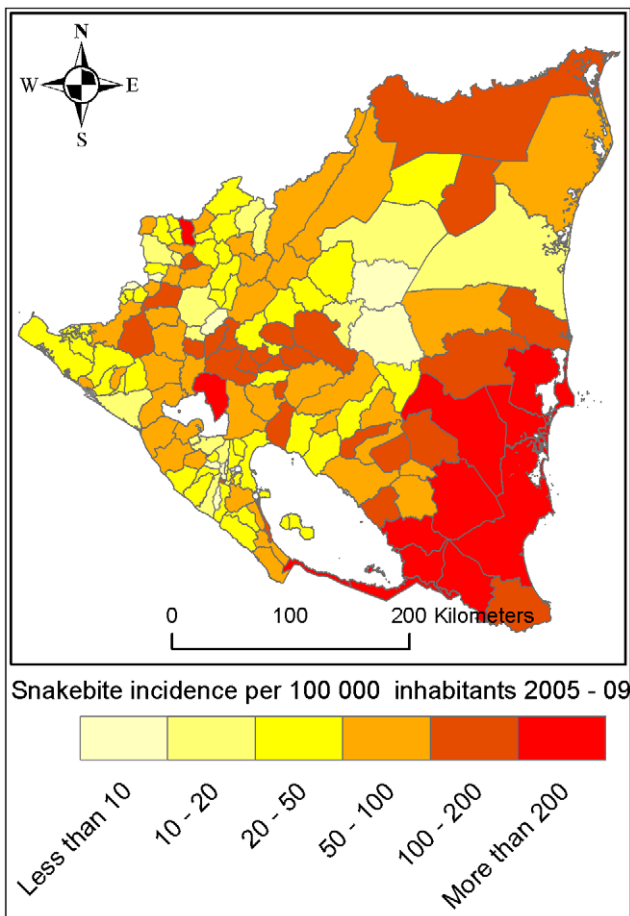 N
W E
S
0 100 200 Kilometers
Snakebite incidence per 100 000 inhabitants 2005 - 09
Less than 10
10 - 20
20 - 50
50 - 100
100 - 200
More than 200